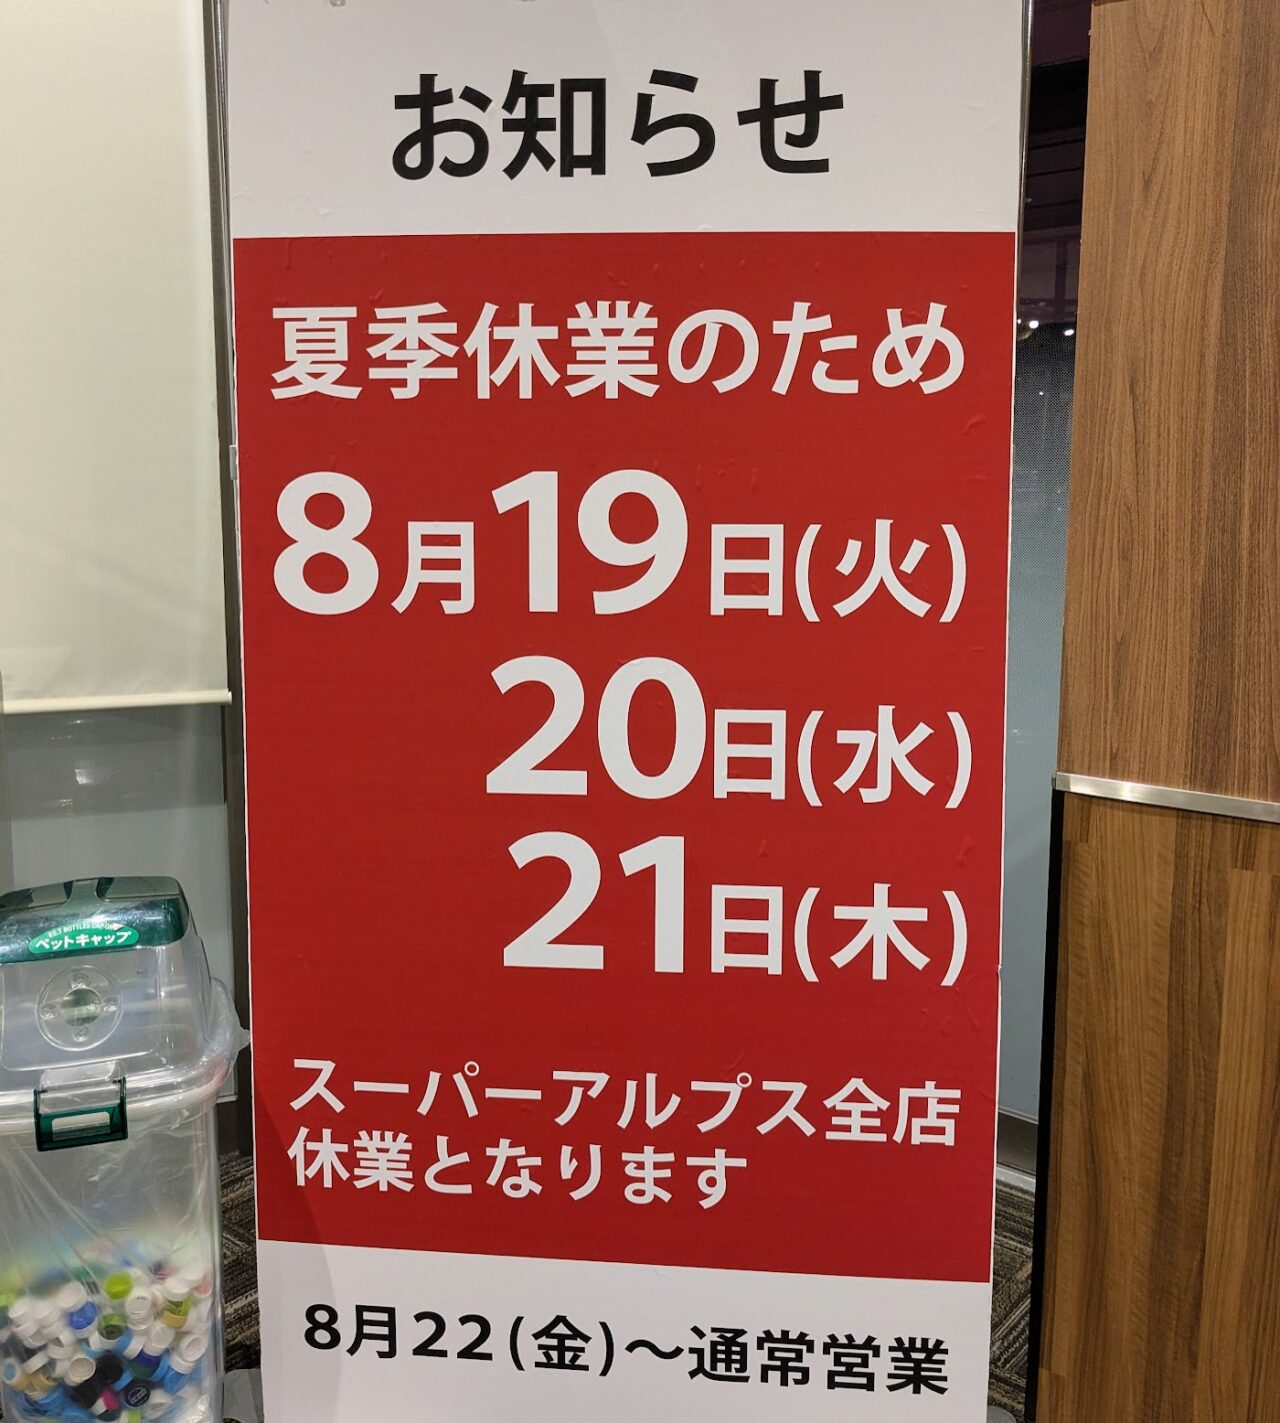 お知らせ
夏季休業のため
8月19日(火)
20日(水)
21日(木)
スーパーアルプス全店
休業となります
8月22(金)～通常営業
P.E.T BOTTLES CAP ONLY
ペットキャップ